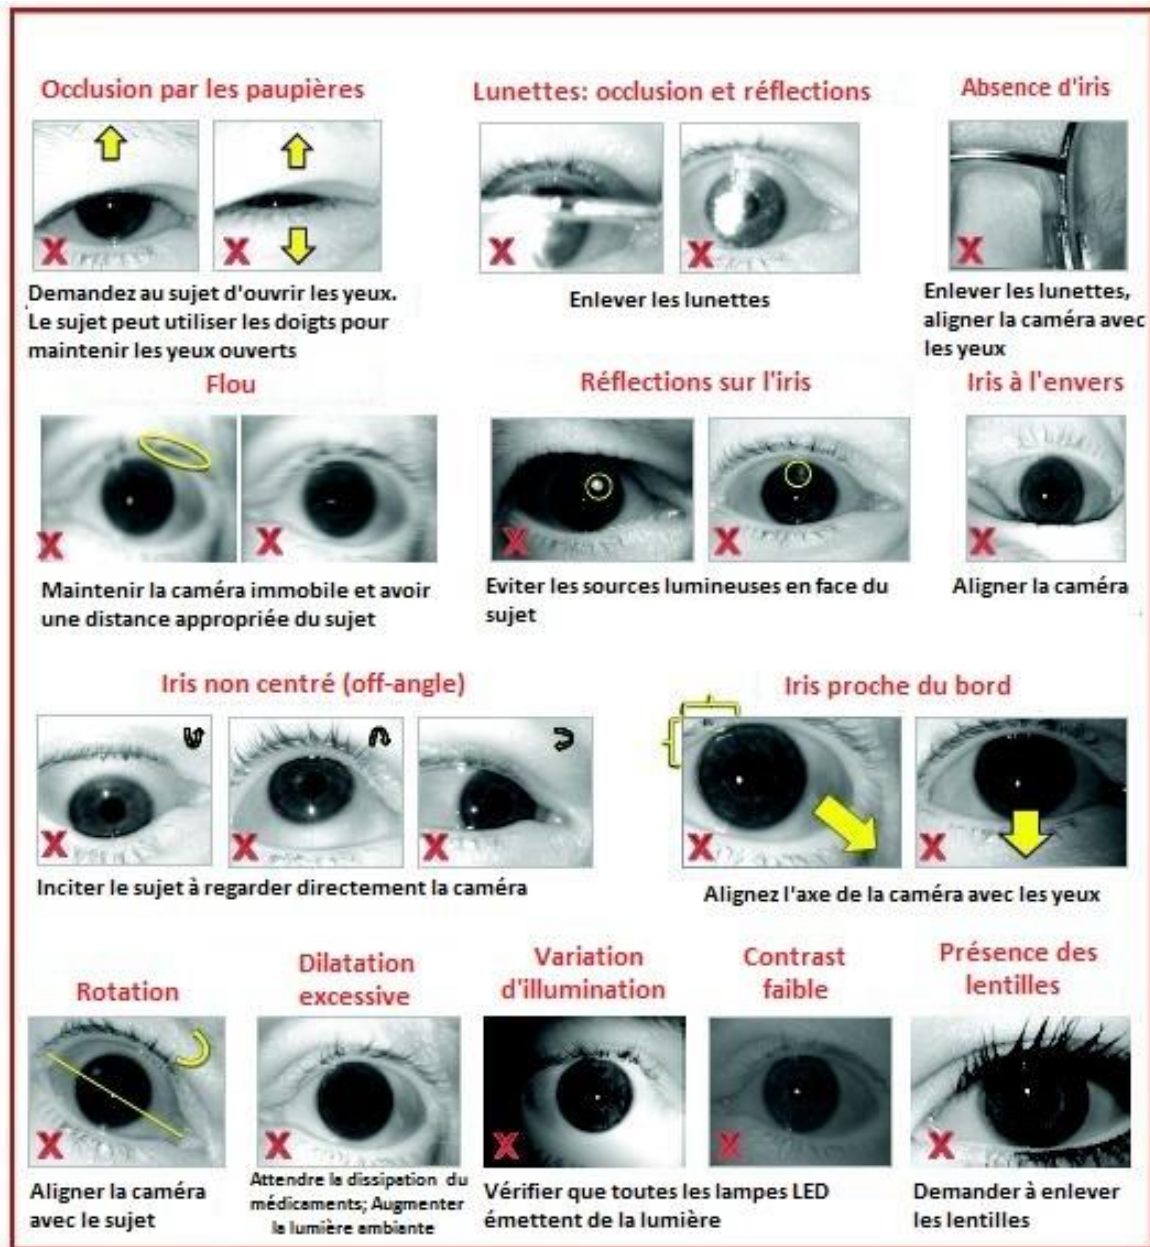 Occlusion par les paupières
Lunettes: occlusion et réflections
Absence d'iris
X
X
X
X
X
Demandez au sujet d'ouvrir les yeux.
Le sujet peut utiliser les doigts pour
maintenir les yeux ouverts
Enlever les lunettes
Enlever les lunettes,
aligner la caméra avec
les yeux
Flou
Réflections sur l'iris
Iris à l'envers
X
X
X
X
X
Maintenir la caméra immobile et avoir
une distance appropriée du sujet
Eviter les sources lumineuses en face du
sujet
Aligner la caméra
Iris non centré (off-angle)
Iris proche du bord
X
X
X
X
X
Inciter le sujet à regarder directement la caméra
Alignez l'axe de la caméra avec les yeux
Rotation
Dilatation
excessive
Variation
d'illumination
Contrast
faible
Présence des
lentilles
X
X
X
X
X
Aligner la caméra
avec le sujet
Attendre la dissipation du
médicaments; Augmenter
la lumière ambiante
Vérifier que toutes les lampes LED
émettent de la lumière
Demander à enlever
les lentilles